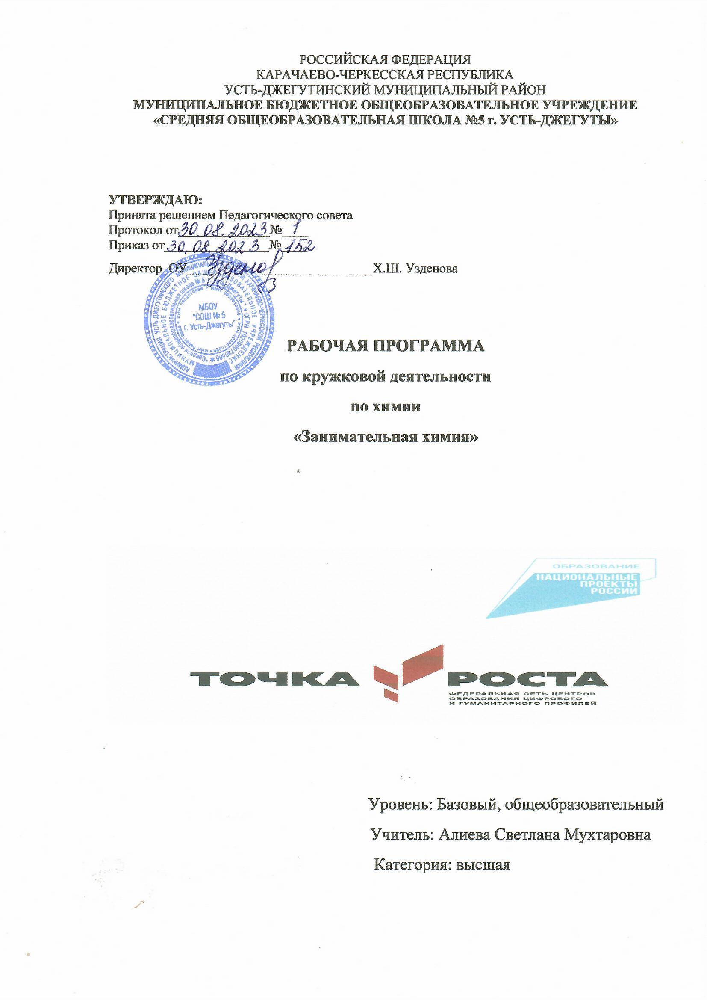 РОССИЙСКАЯ ФЕДЕРАЦИЯ
КАРАЧАЕВО-ЧЕРКЕССКАЯ РЕСПУБЛИКА
УСТЬ-ДЖЕГУТИНСКИЙ МУНИЦИПАЛЬНЫЙ РАЙОН
МУНИЦИПАЛЬНОЕ БЮДЖЕТНОЕ ОБЩЕОБРАЗОВАТЕЛЬНОЕ УЧРЕЖДЕНИЕ
«СРЕДНЯЯ ОБЩЕОБРАЗОВАТЕЛЬНАЯ ШКОЛА №5 г. УСТЬ-ДЖЕГУТЫ»
УТВЕРЖДАЮ:
Принята решением Педагогического совета
Протокол от 30.08.2023 № 1
Приказ от 30.08.2023 № 152
Директор ОУ Х.Ш. Узденова
МБОУ
"СОШ № 5
г. Усть-Джегуты"
РАБОЧАЯ ПРОГРАММА
по кружковой деятельности
по химии
«Занимательная химия»
ОБРАЗОВАНИЕ
НАЦИОНАЛЬНЫЕ
ПРОЕКТЫ
РОССИИ
ТОЧКА РОСТА
ФЕДЕРАЛЬНАЯ СЕТЬ ЦЕНТРОВ
ОБРАЗОВАНИЯ ЦИФРОВОГО
И ГУМАНИТАРНОГО ПРОФИЛЕЙ
Уровень: Базовый, общеобразовательный
Учитель: Алиева Светлана Мухтаровна
Категория: высшая